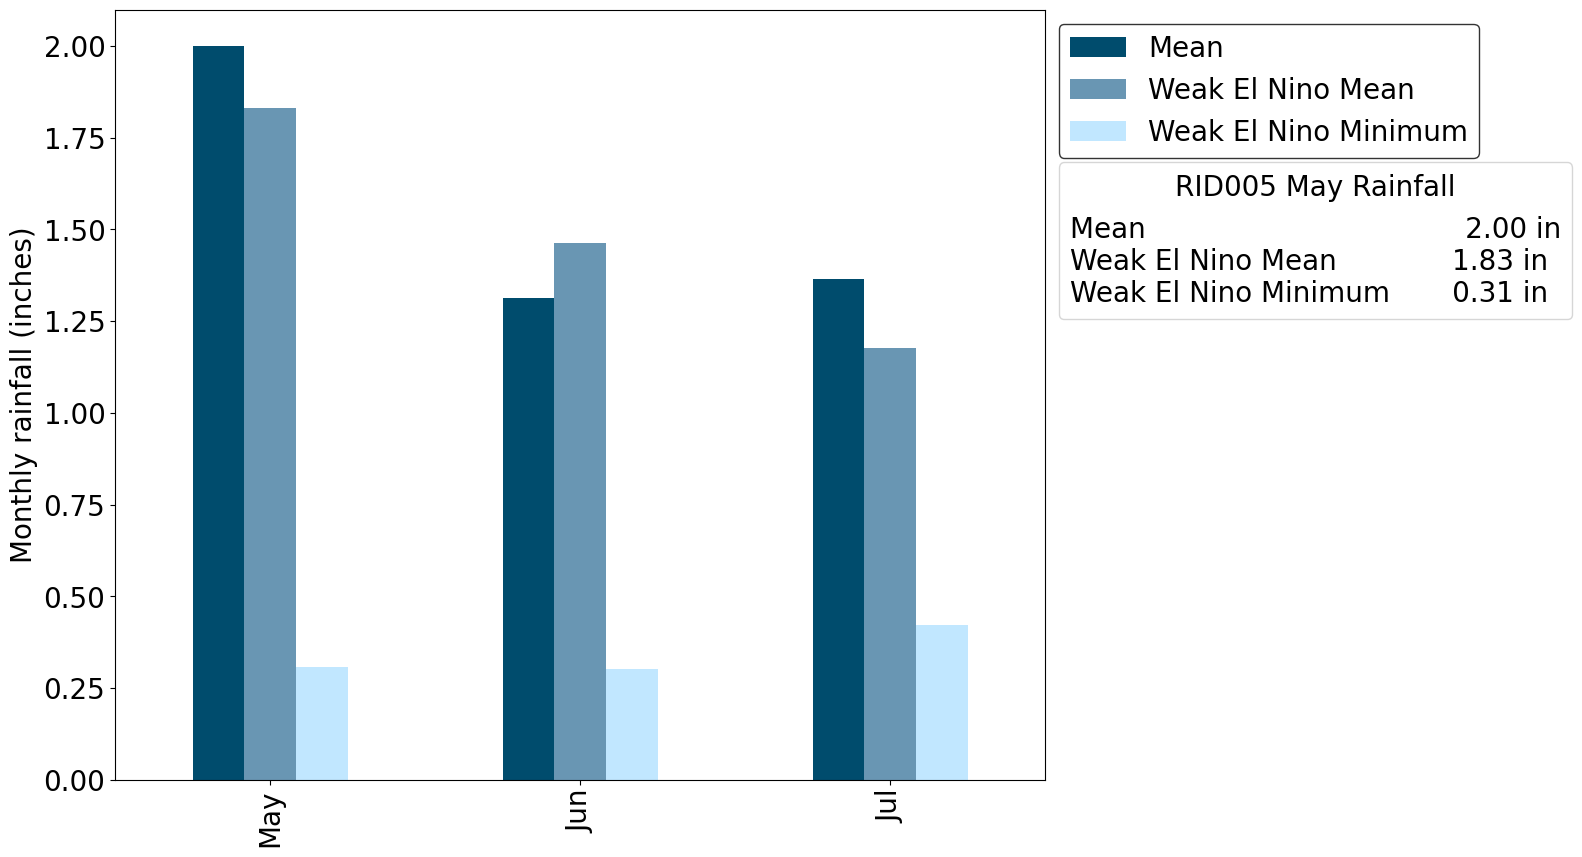 Monthly rainfall (inches)
2.00
1.75
1.50
1.25
1.00
0.75
0.50
0.25
0.00
May
Jun
Jul
Mean
Weak El Nino Mean
Weak El Nino Minimum
RID005 May Rainfall
Mean 2.00 in
Weak El Nino Mean 1.83 in
Weak El Nino Minimum 0.31 in